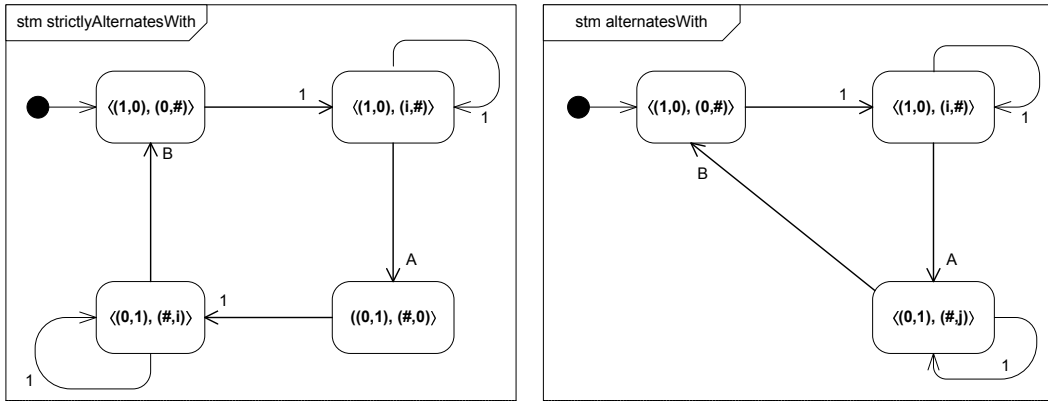 stm strictlyAlternatesWith
⟨(1,0), (0,#)⟩
1
⟨(1,0), (i,#)⟩
1
B
A
⟨(0,1), (#,i)⟩
1
((0,1), (#,0)⟩
1
stm alternatesWith
⟨(1,0), (0,#)⟩
1
⟨(1,0), (i,#)⟩
1
B
A
⟨(0,1), (#,j)⟩
1